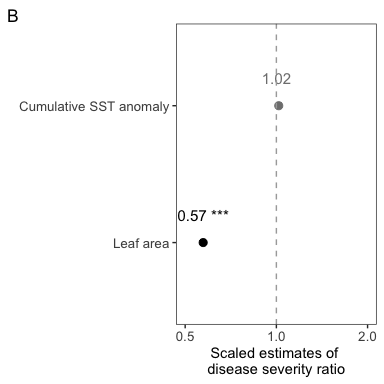 B
1.02
Cumulative SST anomaly
0.57 ***
Leaf area
0.5 1.0 2.0
Scaled estimates of
disease severity ratio